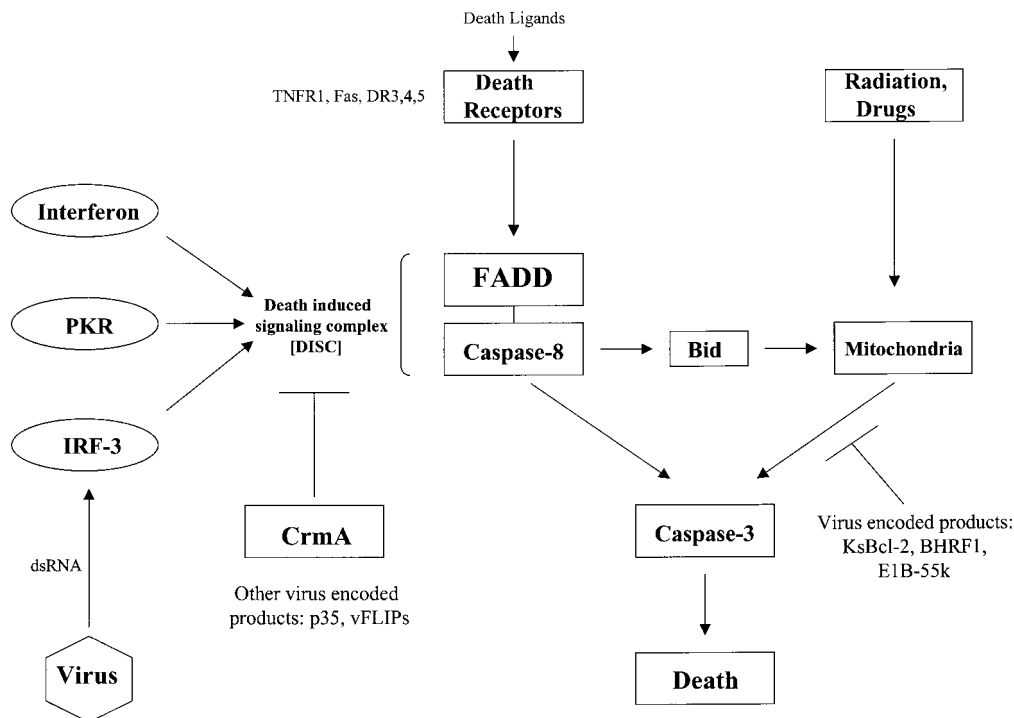 Death Ligands
TNFR1, Fas, DR3,4,5
Death
Receptors
Radiation,
Drugs
Interferon
PKR
IRF-3
Death induced
signaling complex
[DISC]
FADD
Caspase-8
Bid
Mitochondria
CrmA
Other virus encoded
products: p35, vFLIPs
dsRNA
Virus
Caspase-3
Virus encoded products:
KsBcl-2, BHRF1,
E1B-55k
Death